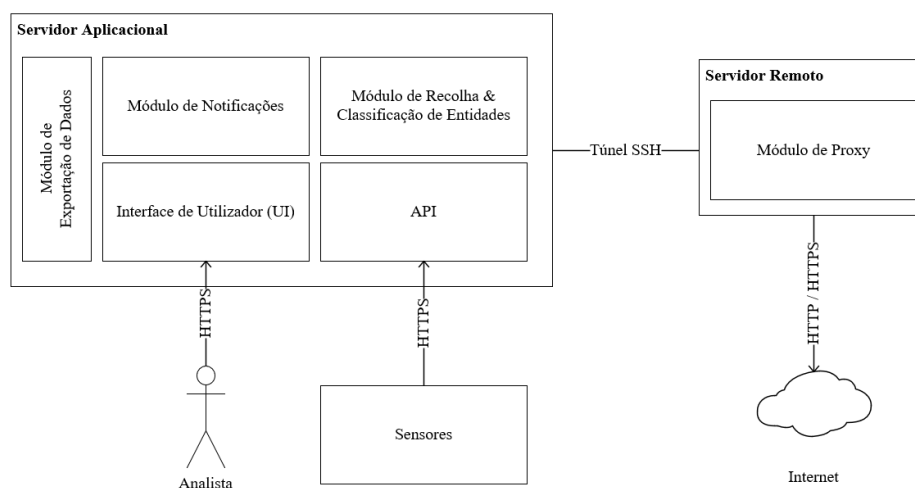 Servidor Aplicacional
Módulo de
Exportação de Dados
Módulo de Notificações
Módulo de Recolha &
Classificação de Entidades
Interface de Utilizador (UI)
API
Túnel SSH
Servidor Remoto
Módulo de Proxy
HTTPS
HTTPS
HTTP / HTTPS
Analista
Sensores
Internet